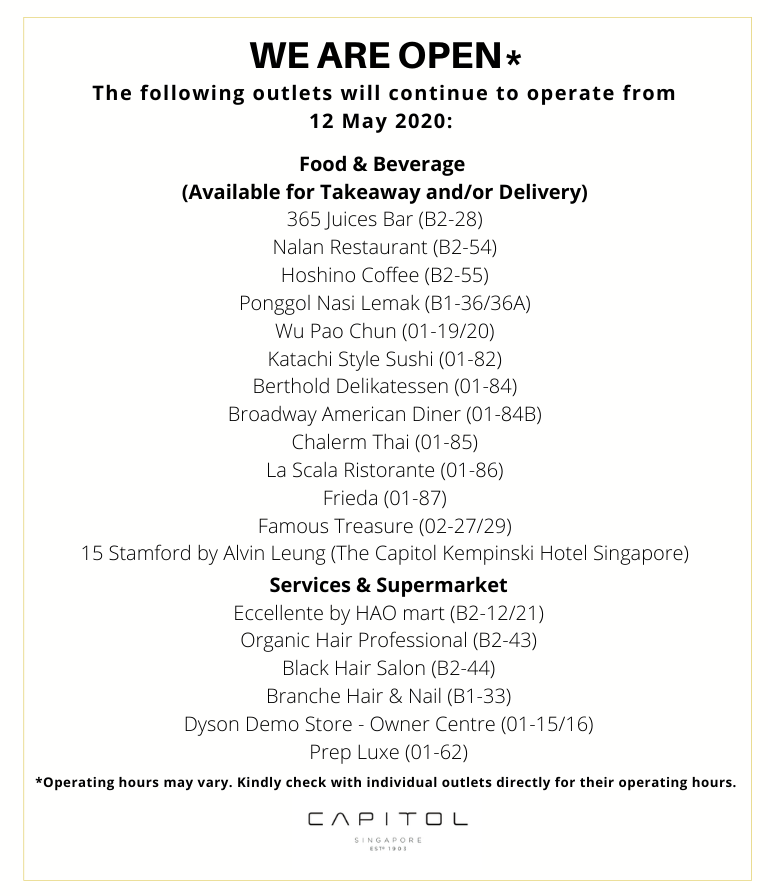 WE ARE OPEN*
The following outlets will continue to operate from
12 May 2020:
Food & Beverage
(Available for Takeaway and/or Delivery)
365 Juices Bar (B2-28)
Nalan Restaurant (B2-54)
Hoshino Coffee (B2-55)
Ponggol Nasi Lemak (B1-36/36A)
Wu Pao Chun (01-19/20)
Katachi Style Sushi (01-82)
Berthold Delikatessen (01-84)
Broadway American Diner (01-84B)
Chalerm Thai (01-85)
La Scala Ristorante (01-86)
Frieda (01-87)
Famous Treasure (02-27/29)
15 Stamford by Alvin Leung (The Capitol Kempinski Hotel Singapore)
Services & Supermarket
Eccellente by HAO mart (B2-12/21)
Organic Hair Professional (B2-43)
Black Hair Salon (B2-44)
Branche Hair & Nail (B1-33)
Dyson Demo Store - Owner Centre (01-15/16)
Prep Luxe (01-62)
*Operating hours may vary. Kindly check with individual outlets directly for their operating hours.
CAPITOL
SINGAPORE
ESTD 1903